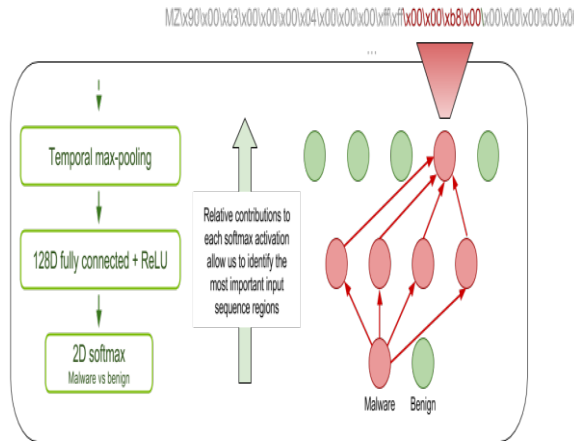 MZ\x90\x00\x03\x00\x00\x00\x04\x00\x00\x00\xff\xff\x00\x00\xb8\x00\x00\x00\x00\x00\x00
...
Temporal max-pooling
128D fully connected + ReLU
2D softmax
Malware vs benign
Relative contributions to
each softmax activation
allow us to identify the
most important input
sequence regions
Malware
Benign